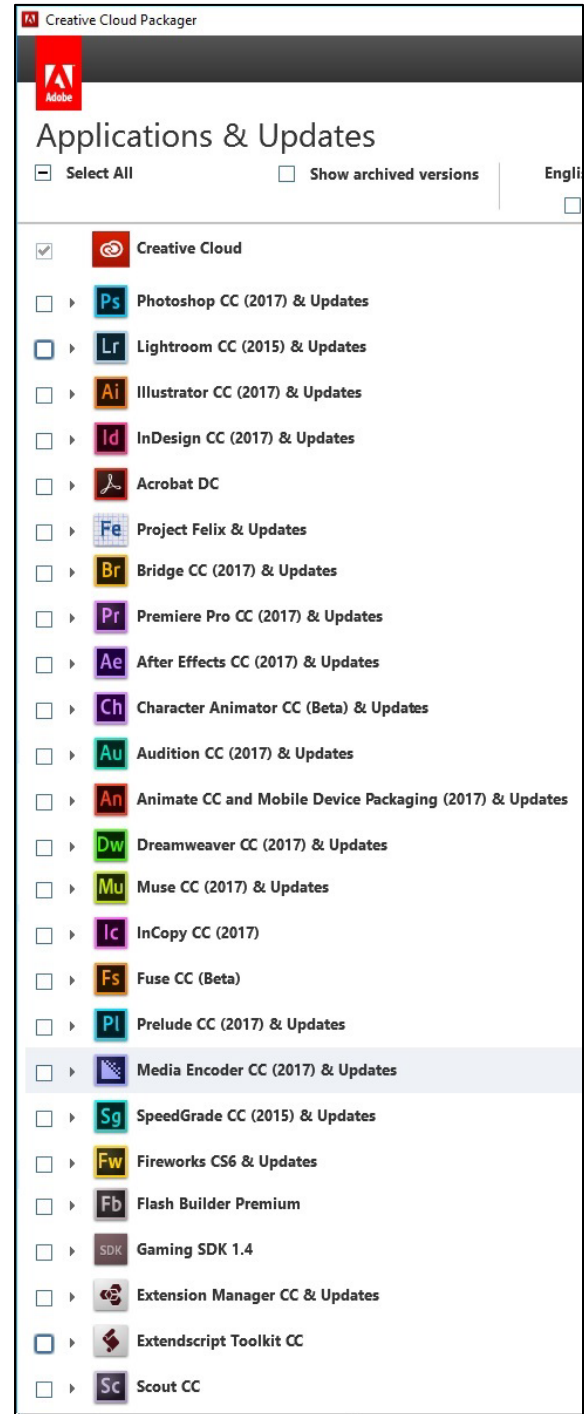 Creative Cloud Packager
Adobe
Applications & Updates
Select All Show archived versions Engli
Creative Cloud
Ps Photoshop CC (2017) & Updates
Lr Lightroom CC (2015) & Updates
Ai Illustrator CC (2017) & Updates
Id InDesign CC (2017) & Updates
Acrobat DC
Fe Project Felix & Updates
Br Bridge CC (2017) & Updates
Pr Premiere Pro CC (2017) & Updates
Ae After Effects CC (2017) & Updates
Ch Character Animator CC (Beta) & Updates
Au Audition CC (2017) & Updates
An Animate CC and Mobile Device Packaging (2017) & Updates
Dw Dreamweaver CC (2017) & Updates
Mu Muse CC (2017) & Updates
Ic InCopy CC (2017)
Fs Fuse CC (Beta)
Pl Prelude CC (2017) & Updates
Media Encoder CC (2017) & Updates
Sg SpeedGrade CC (2015) & Updates
Fw Fireworks CS6 & Updates
Fb Flash Builder Premium
SDK Gaming SDK 1.4
Extension Manager CC & Updates
Extendscript Toolkit CC
Sc Scout CC